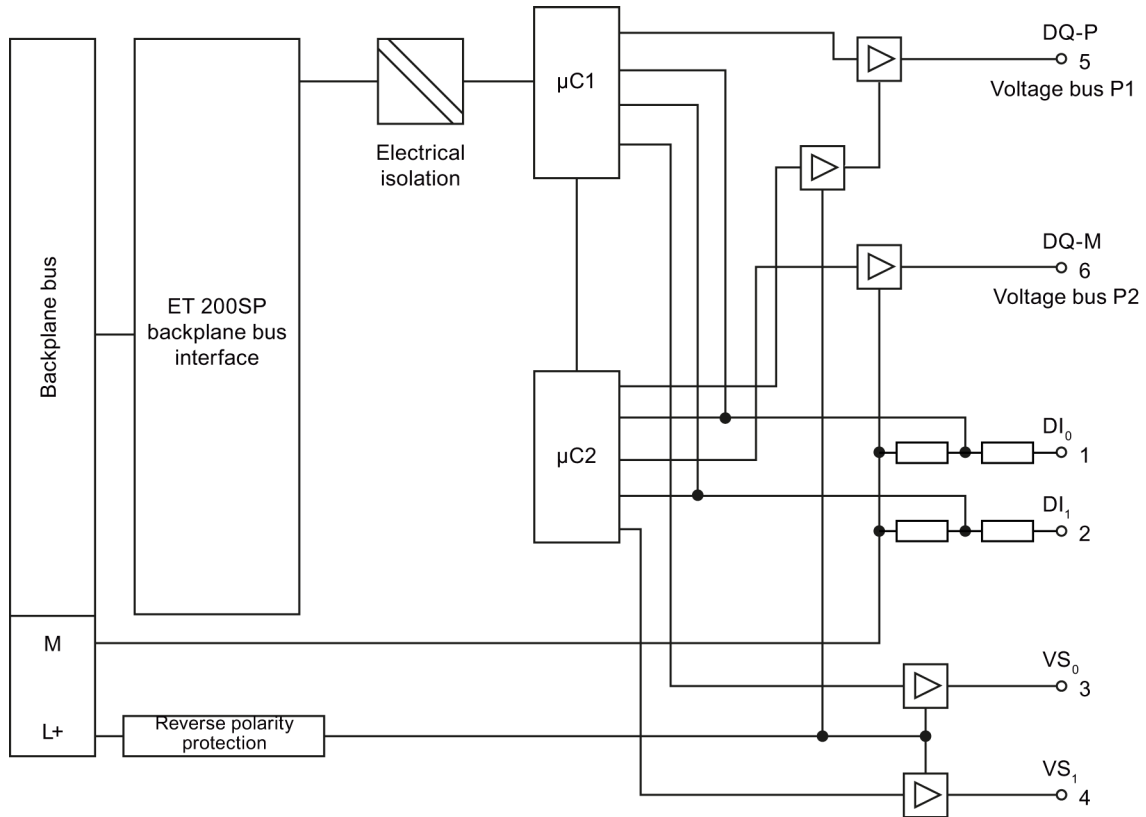 DQ-P
5
Voltage bus P1
µC1
Electrical
isolation
DQ-M
6
Voltage bus P2
Backplane bus
ET 200SP
backplane bus
interface
µC2
DI₀
1
DI₁
2
M
VS₀
3
L+
Reverse polarity
protection
VS₁
4